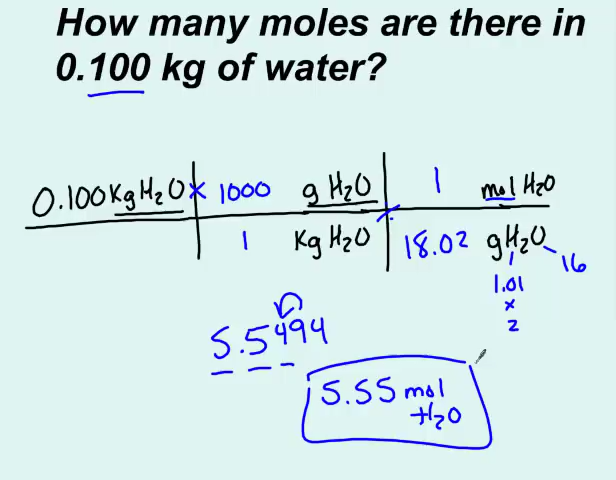 How many moles are there in
0.100 kg of water?
0.100 Kg H₂O × 1000 g H₂O 1 mol H₂O
1 Kg H₂O 18.02 g H₂O 16
1.01
x
2
5.5494
5.55 mol
H₂O